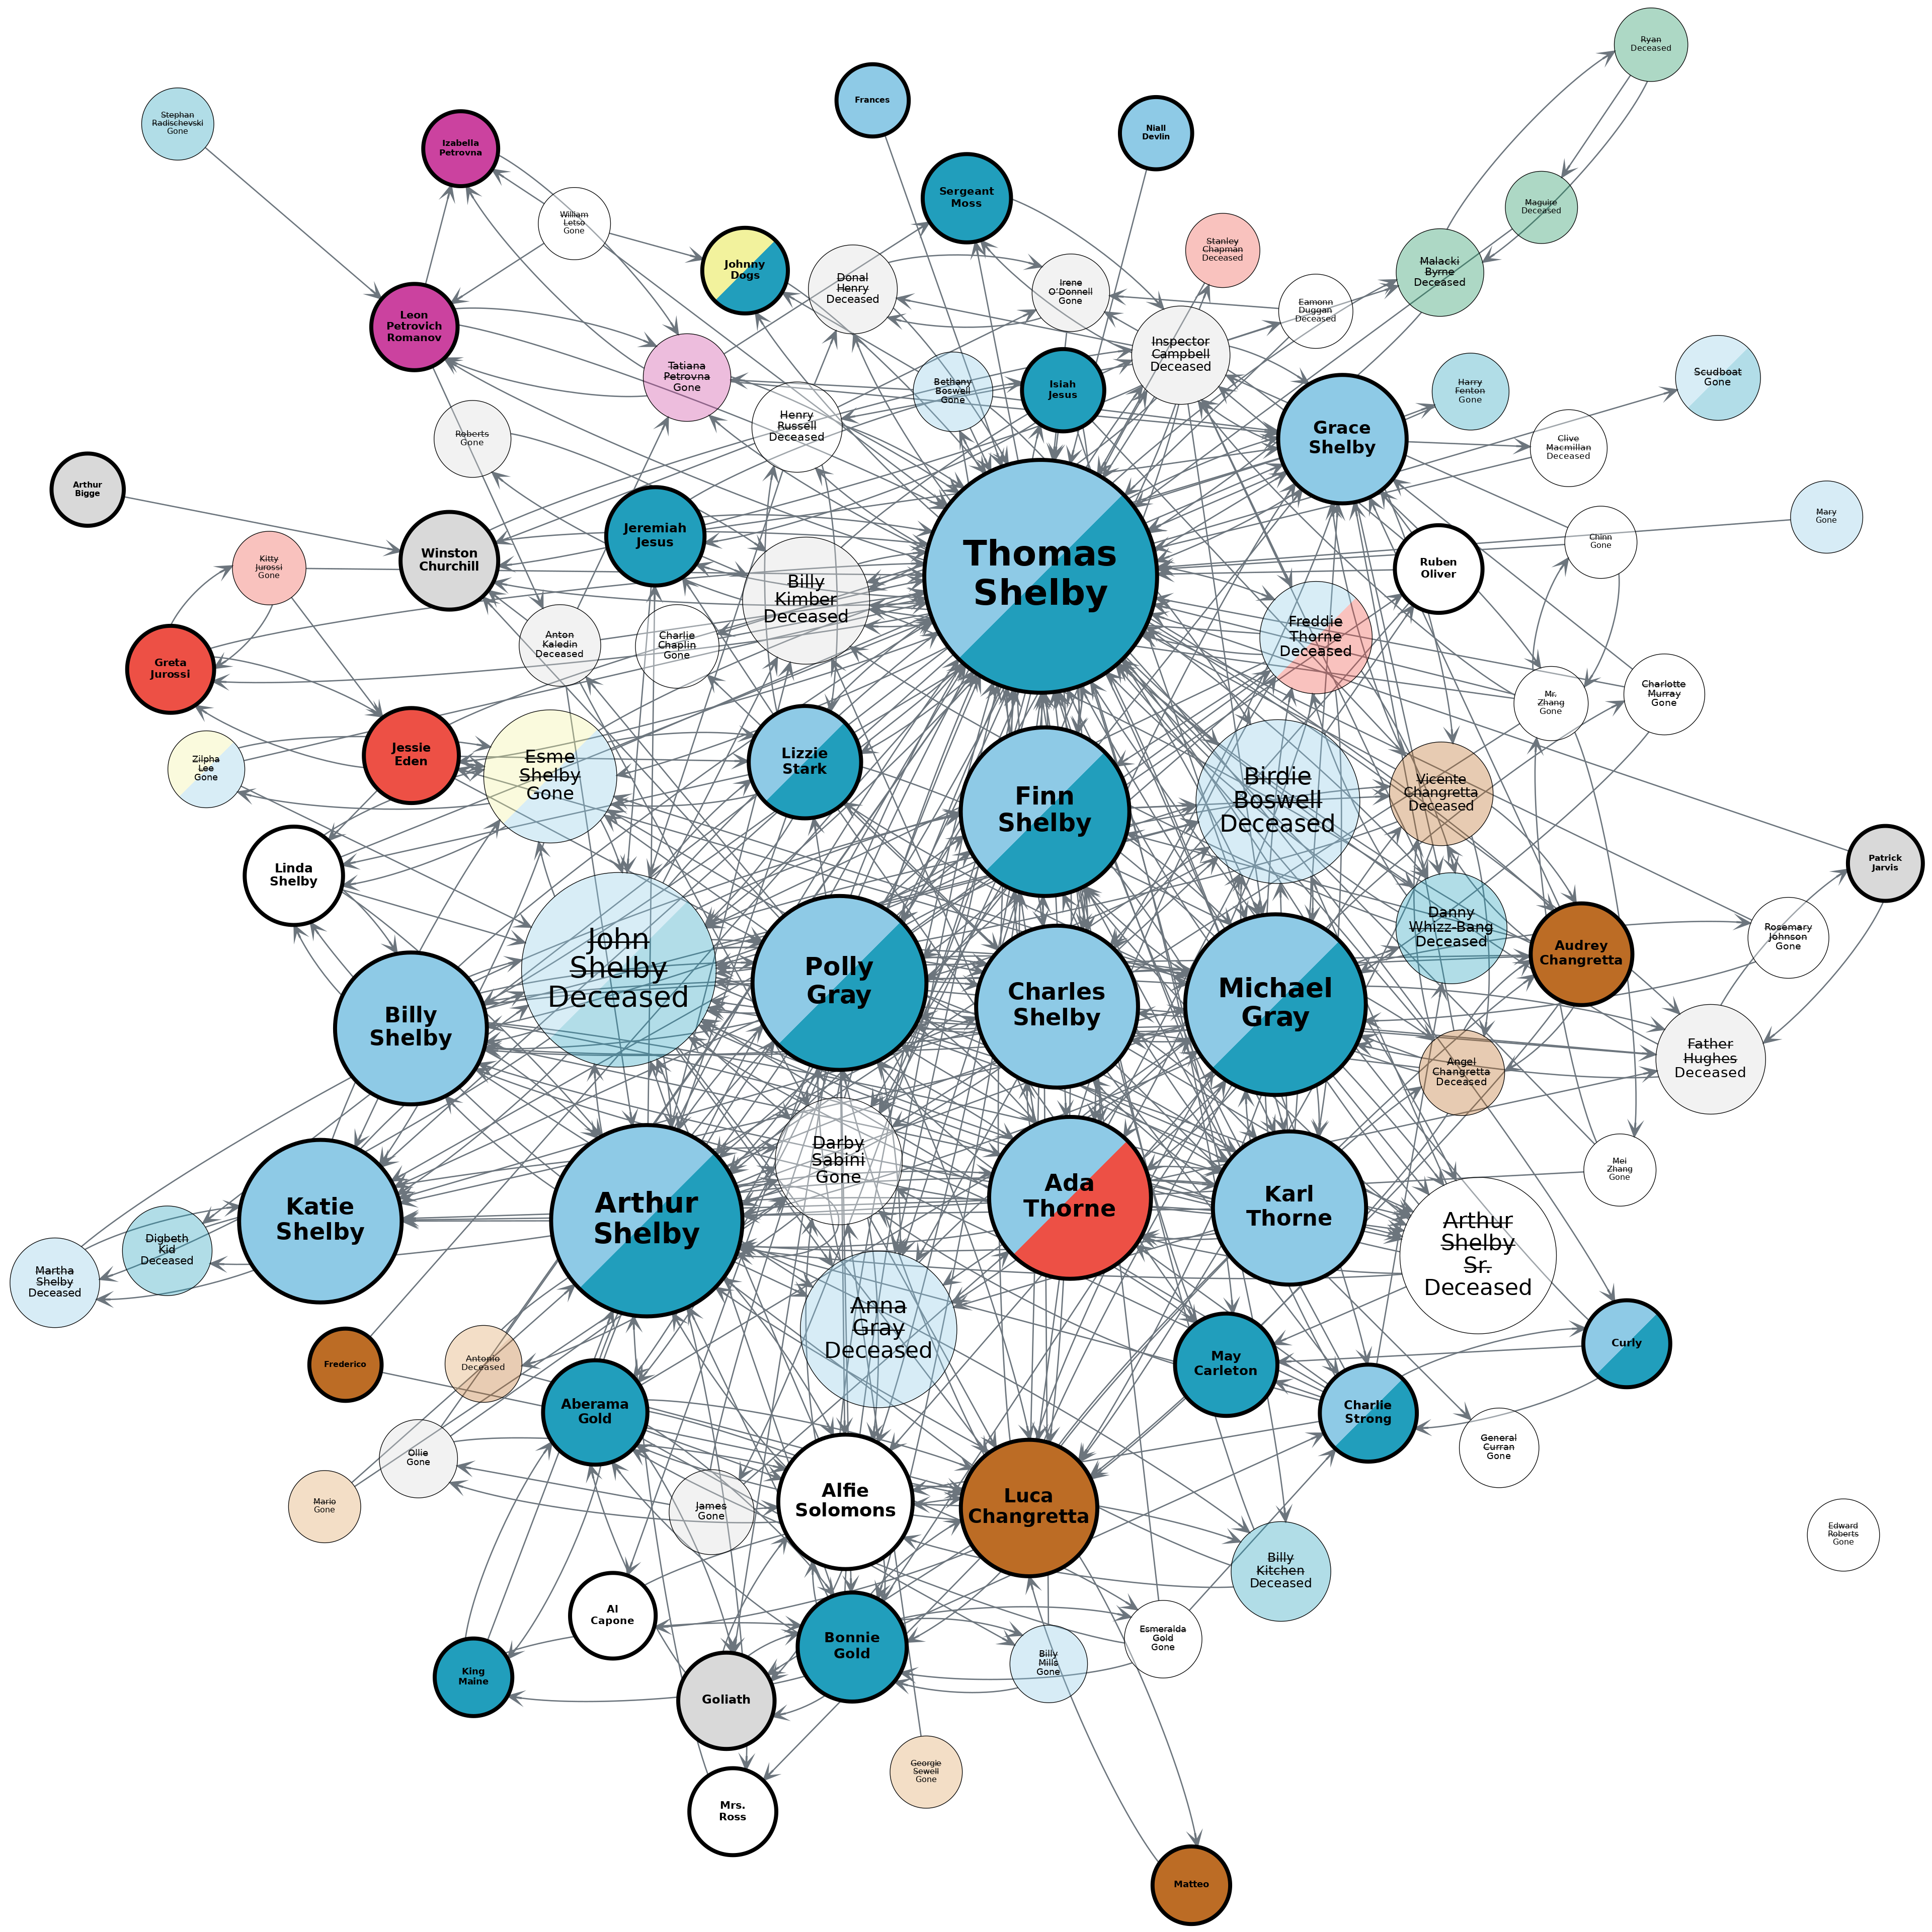 Ryan
Deceased
Frances
Stephan
Radischevski
Gone
Niall
Devlin
Izabella
Petrovna
Sergeant
Moss
Maguire
Deceased
William
Letso
Gone
Stanley
Chapman
Deceased
Johnny
Dogs
Malacki
Byrne
Deceased
Donal
Henry
Deceased
Irene
O'Donnell
Gone
Eamonn
Duggan
Deceased
Leon
Petrovich
Romanov
Inspector
Campbell
Deceased
Tatiana
Petrovna
Gone
Scudboat
Gone
Bethany
Boswell
Gone
Isiah
Jesus
Harry
Fenton
Gone
Henry
Russell
Deceased
Roberts
Gone
Grace
Shelby
Clive
Macmillan
Deceased
Arthur
Bigge
Mary
Gone
Jeremiah
Jesus
Chinn
Gone
Winston
Churchill
Kitty
Jurossi
Gone
Ruben
Oliver
Thomas
Shelby
Billy
Kimber
Deceased
Freddie
Thorne
Deceased
Anton
Kaledin
Deceased
Charlie
Chaplin
Gone
Greta
Jurossi
Charlotte
Murray
Gone
Mr.
Zhang
Gone
Jessie
Eden
Lizzie
Stark
Zilpha
Lee
Gone
Esme
Shelby
Gone
Vicente
Changretta
Deceased
Birdie
Boswell
Deceased
Finn
Shelby
Patrick
Jarvis
Linda
Shelby
Danny
Whizz-Bang
Deceased
Rosemary
Johnson
Gone
Audrey
Changretta
John
Shelby
Deceased
Polly
Gray
Charles
Shelby
Michael
Gray
Billy
Shelby
Father
Hughes
Deceased
Angel
Changretta
Deceased
Darby
Sabini
Gone
Mei
Zhang
Gone
Ada
Thorne
Karl
Thorne
Katie
Shelby
Arthur
Shelby
Arthur
Shelby
Sr.
Deceased
Digbeth
Kid
Deceased
Martha
Shelby
Deceased
Anna
Gray
Deceased
Curly
Frederico
Antonio
Deceased
May
Carleton
Aberama
Gold
Charlie
Strong
General
Curran
Gone
Ollie
Gone
Mario
Gone
Alfie
Solomons
Luca
Changretta
James
Gone
Edward
Roberts
Gone
Billy
Kitchen
Deceased
Al
Capone
Bonnie
Gold
Esmeralda
Gold
Gone
Billy
Mills
Gone
King
Maine
Goliath
Georgie
Sewell
Gone
Mrs.
Ross
Matteo